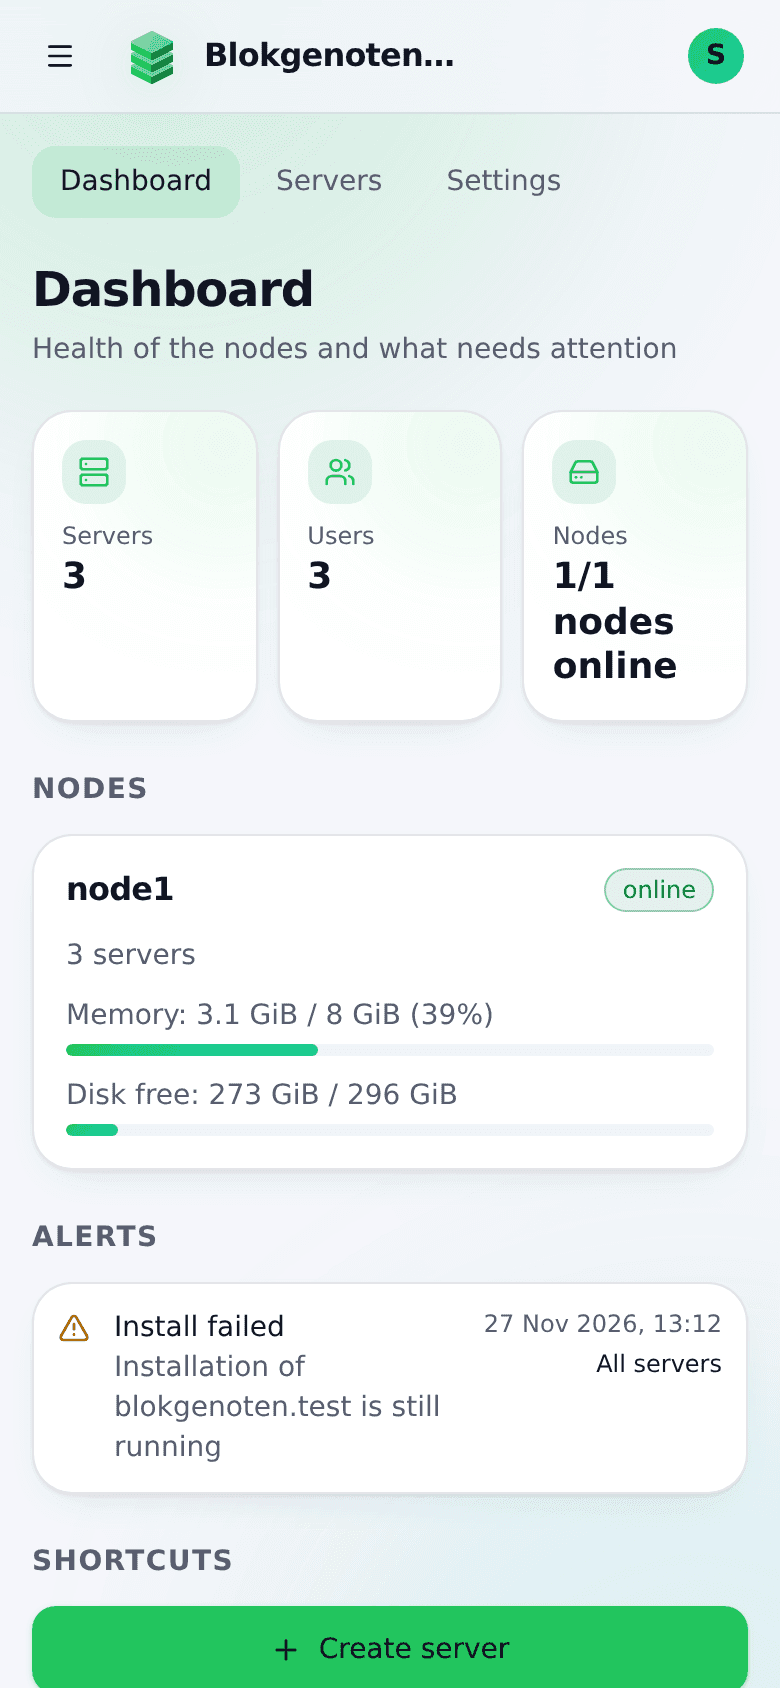 Blokgenoten...
S
Dashboard
Servers
Settings
Dashboard
Health of the nodes and what needs attention
Servers
3
Users
3
Nodes
1/1
nodes
online
NODES
node1
online
3 servers
Memory: 3.1 GiB / 8 GiB (39%)
Disk free: 273 GiB / 296 GiB
ALERTS
Install failed
27 Nov 2026, 13:12
Installation of
blokgenoten.test is still
running
All servers
SHORTCUTS
+ Create server